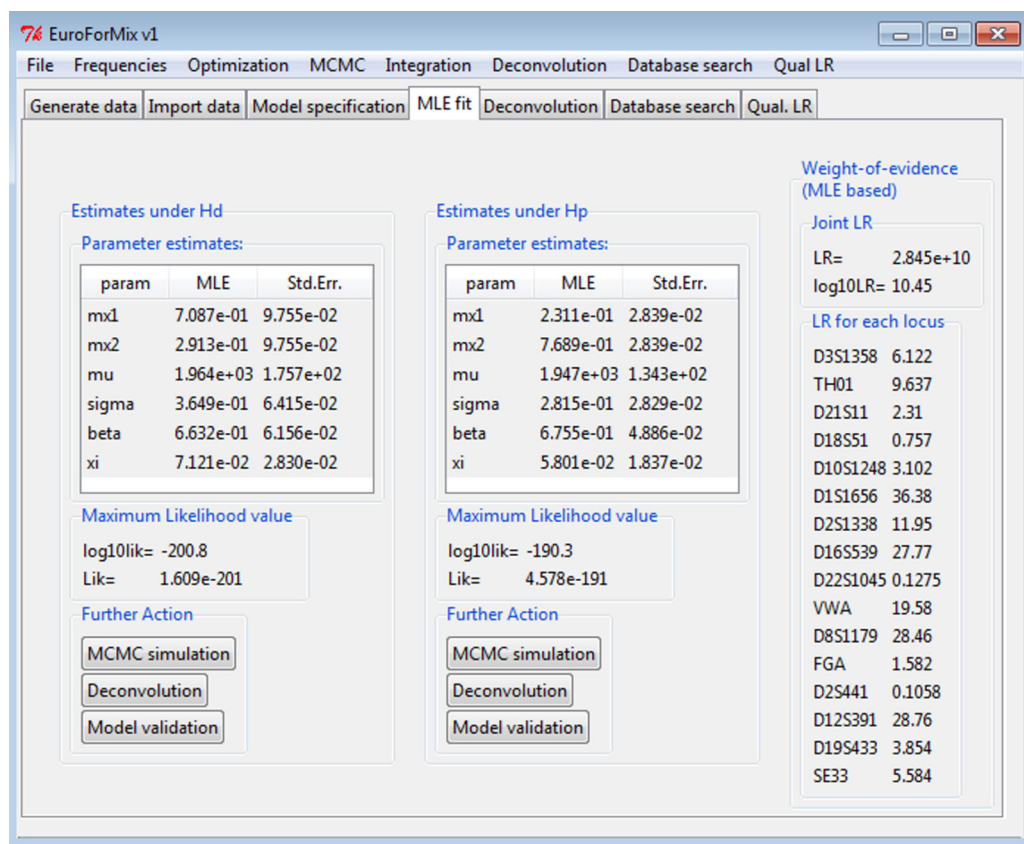 EuroForMix v1
File Frequencies Optimization MCMC Integration Deconvolution Database search Qual LR
Generate data Import data Model specification MLE fit Deconvolution Database search Qual. LR
Estimates under Hd
Parameter estimates:
param MLE Std.Err.
mx1 7.087e-01 9.755e-02
mx2 2.913e-01 9.755e-02
mu 1.964e+03 1.757e+02
sigma 3.649e-01 6.415e-02
beta 6.632e-01 6.156e-02
xi 7.121e-02 2.830e-02
Maximum Likelihood value
log10lik= -200.8
Lik= 1.609e-201
Further Action
MCMC simulation
Deconvolution
Model validation
Estimates under Hp
Parameter estimates:
param MLE Std.Err.
mx1 2.311e-01 2.839e-02
mx2 7.689e-01 2.839e-02
mu 1.947e+03 1.343e+02
sigma 2.815e-01 2.829e-02
beta 6.755e-01 4.886e-02
xi 5.801e-02 1.837e-02
Maximum Likelihood value
log10lik= -190.3
Lik= 4.578e-191
Further Action
MCMC simulation
Deconvolution
Model validation
Weight-of-evidence
(MLE based)
Joint LR
LR= 2.845e+10
log10LR= 10.45
LR for each locus
D3S1358 6.122
TH01 9.637
D21S11 2.31
D18S51 0.757
D10S1248 3.102
D1S1656 36.38
D2S1338 11.95
D16S539 27.77
D22S1045 0.1275
VWA 19.58
D8S1179 28.46
FGA 1.582
D2S441 0.1058
D12S391 28.76
D19S433 3.854
SE33 5.584